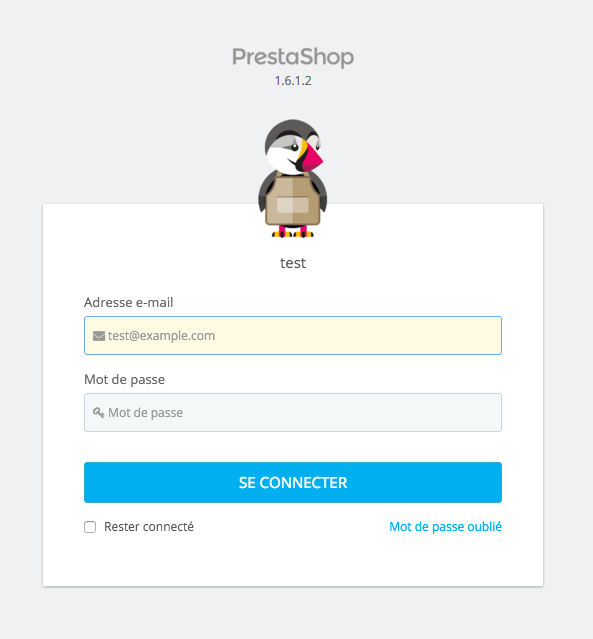 PrestaShop
1.6.1.2
test
Adresse e-mail
test@example.com
Mot de passe
Mot de passe
SE CONNECTER
Rester connecté
Mot de passe oublié